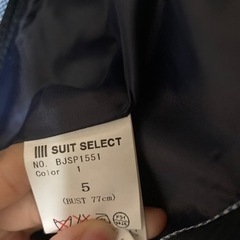 SUIT SELECT
NO. BJSP1551
Color 1
5
(BUST 77cm)